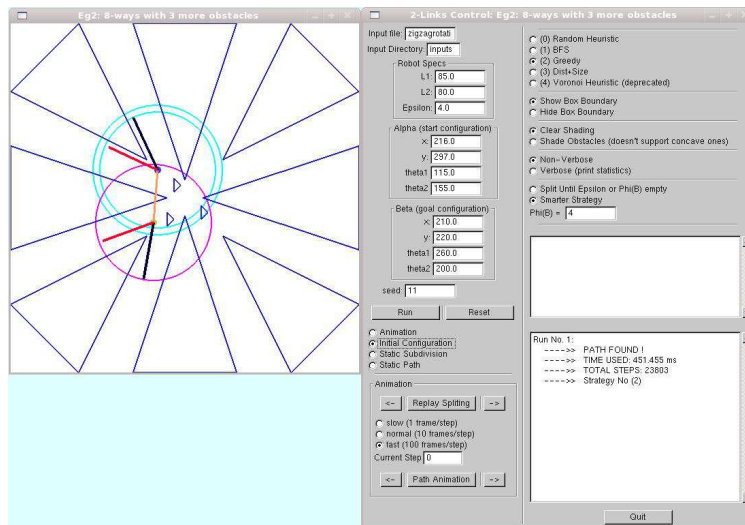 Eg2: 8-ways with 3 more obstacles
2-Links Control: Eg2: 8-ways with 3 more obstacles
Input file: zigzagrotati
Input Directory: inputs
Robot Specs
L1: 85.0
L2: 80.0
Epsilon: 4.0
Alpha (start configuration)
x: 216.0
y: 297.0
theta1 115.0
theta2 155.0
Beta (goal configuration)
x: 210.0
y: 220.0
theta1 260.0
theta2 200.0
seed: 11
Run Reset
Animation
Initial Configuration
Static Subdivision
Static Path
Animation
<- Replay Spliting ->
slow (1 frame/step)
normal (10 frames/step)
fast (100 frames/step)
Current Step 0
<- Path Animation ->
(0) Random Heuristic
(1) BFS
(2) Greedy
(3) Dist+Size
(4) Voronoi Heuristic (deprecated)
Show Box Boundary
Hide Box Boundary
Clear Shading
Shade Obstacles (doesn't support concave ones)
Non-Verbose
Verbose (print statistics)
Split Until Epsilon or Phi(B) empty
Smarter Strategy
Phi(B) = 4
Run No. 1:
---->> PATH FOUND !
---->> TIME USED: 451.455 ms
---->> TOTAL STEPS: 23803
---->> Strategy No (2)
Quit